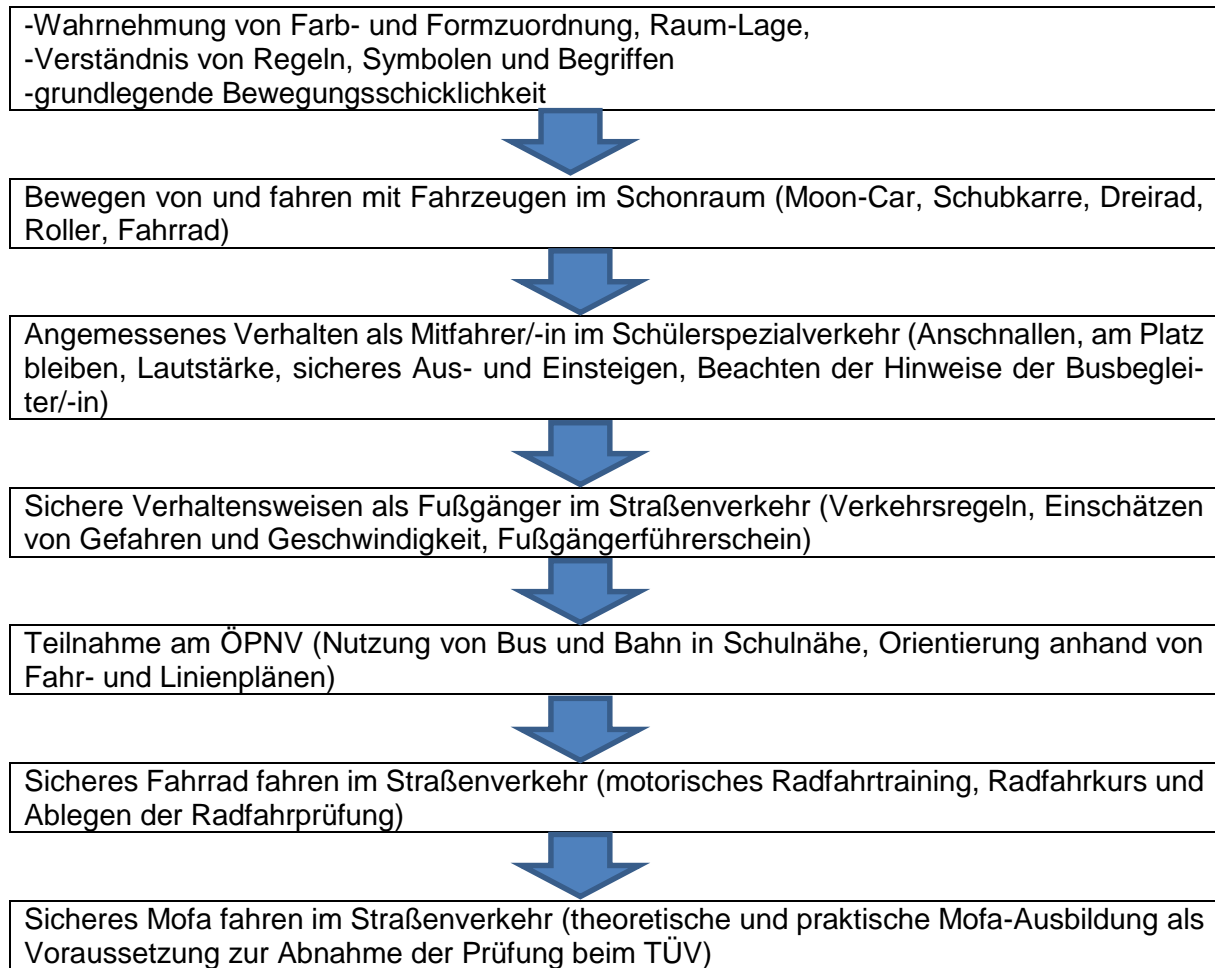 -Wahrnehmung von Farb- und Formzuordnung, Raum-Lage,
-Verständnis von Regeln, Symbolen und Begriffen
-grundlegende Bewegungsschicklichkeit
Bewegen von und fahren mit Fahrzeugen im Schonraum (Moon-Car, Schubkarre, Dreirad,
Roller, Fahrrad)
Angemessenes Verhalten als Mitfahrer/-in im Schülerspezialverkehr (Anschnallen, am Platz
bleiben, Lautstärke, sicheres Aus- und Einsteigen, Beachten der Hinweise der Busbeglei-
ter/-in)
Sichere Verhaltensweisen als Fußgänger im Straßenverkehr (Verkehrsregeln, Einschätzen
von Gefahren und Geschwindigkeit, Fußgängerführerschein)
Teilnahme am ÖPNV (Nutzung von Bus und Bahn in Schulnähe, Orientierung anhand von
Fahr- und Linienplänen)
Sicheres Fahrrad fahren im Straßenverkehr (motorisches Radfahrtraining, Radfahrkurs und
Ablegen der Radfahrprüfung)
Sicheres Mofa fahren im Straßenverkehr (theoretische und praktische Mofa-Ausbildung als
Voraussetzung zur Abnahme der Prüfung beim TÜV)